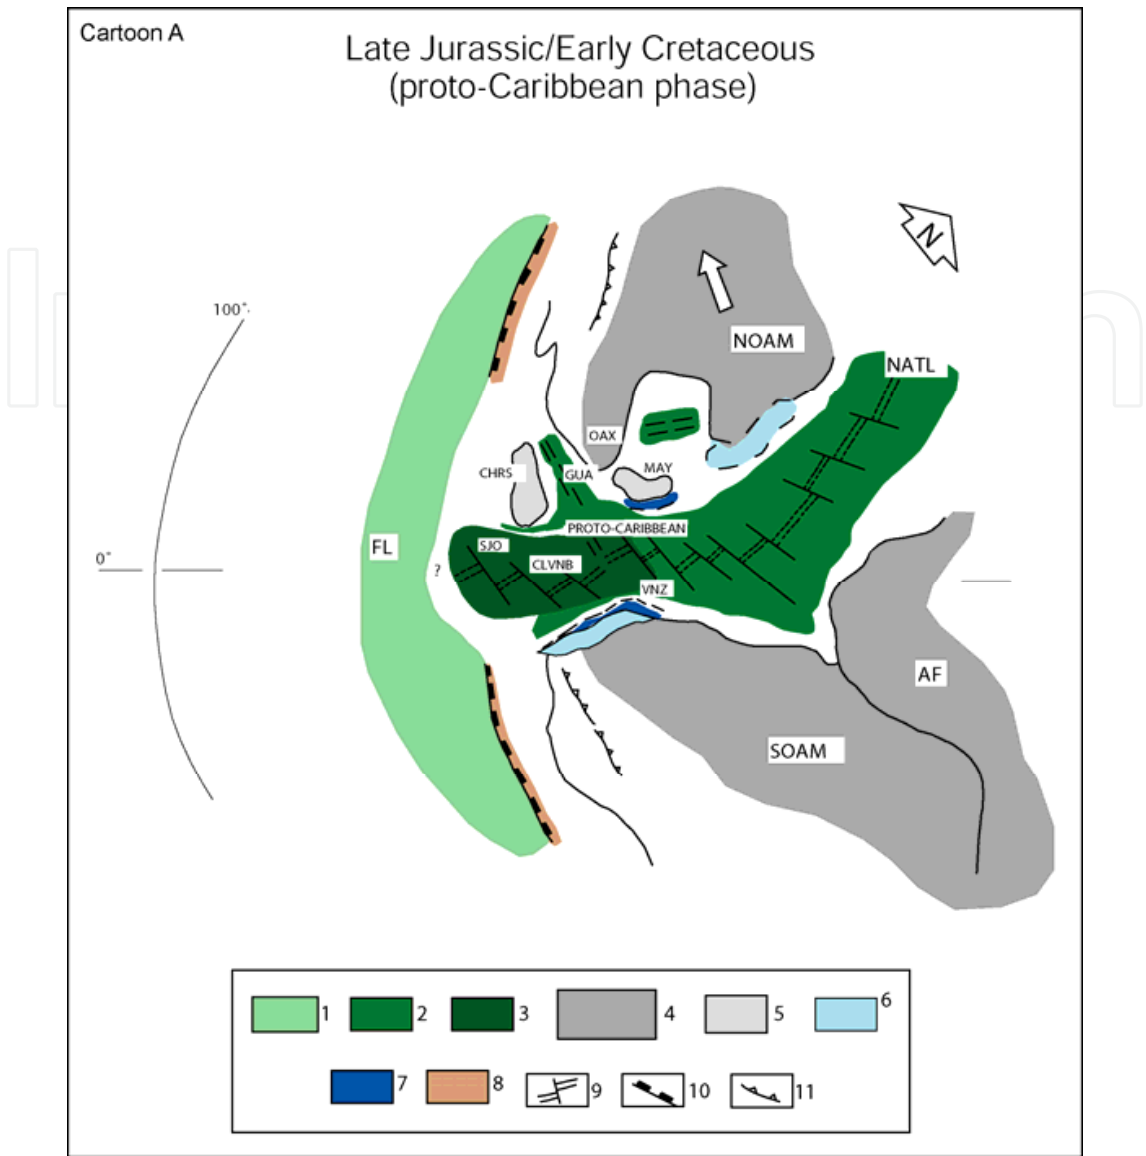 Cartoon A
Late Jurassic/Early Cretaceous
(proto-Caribbean phase)
N
100°
NOAM
NATL
OAX
CHRS
GUA
MAY
PROTO-CARIBBEAN
FL
SJO
0°
?
CLVNB
VNZ
AF
SOAM
1
2
3
4
5
6
7
8
9
10
11